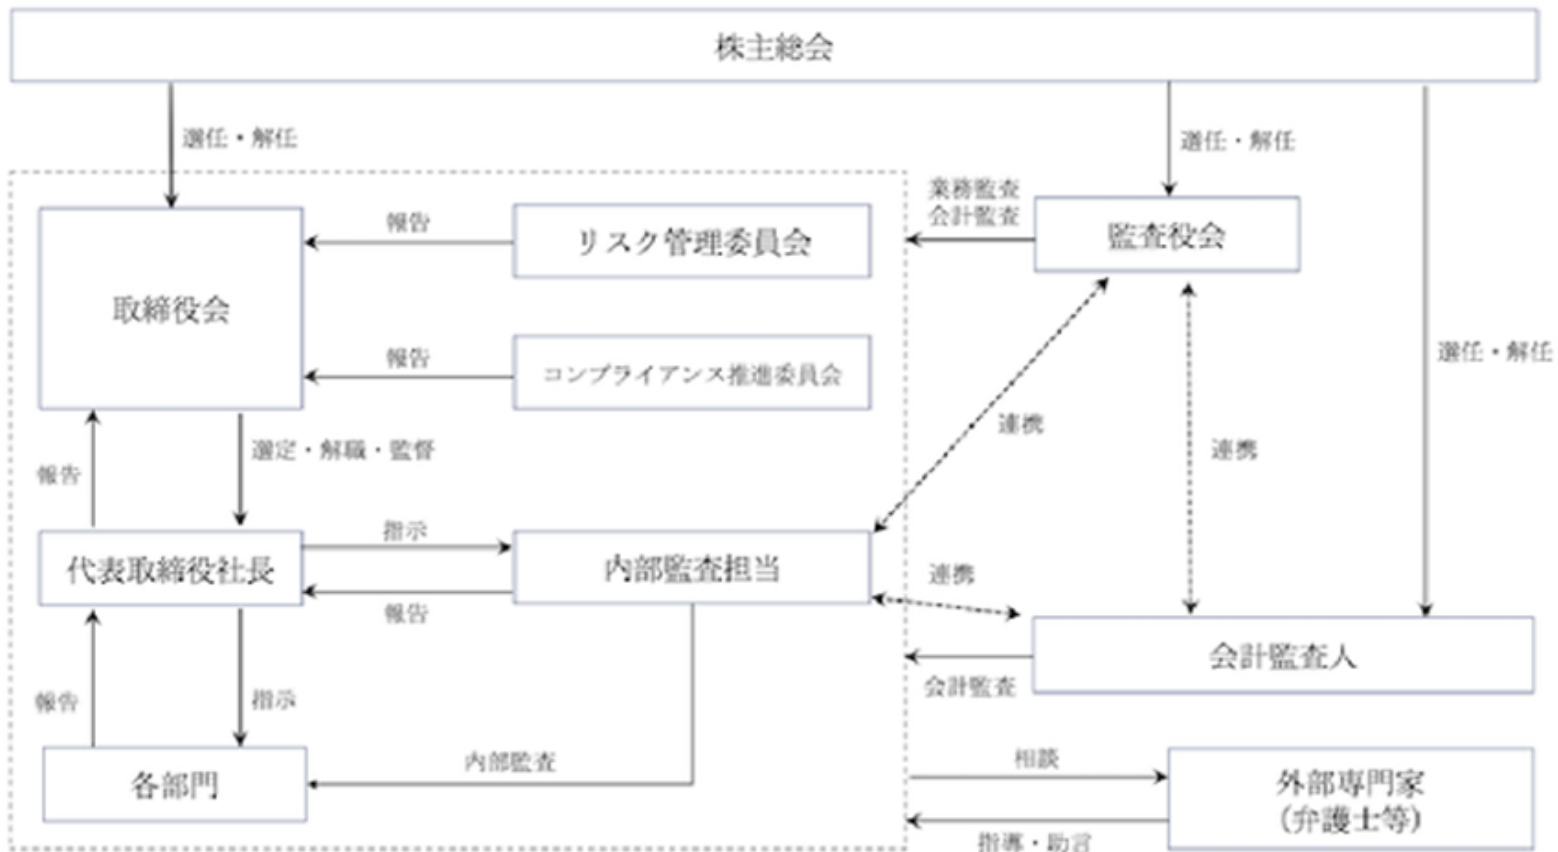 株主総会
選任・解任
選任・解任
業務監査
会計監査
監査役会
報告
リスク管理委員会
取締役会
選任・解任
報告
コンプライアンス推進委員会
連携
連携
報告
選定・解職・監督
代表取締役社長
指示
内部監査担当
報告
連携
会計監査人
会計監査
報告
指示
内部監査
各部門
相談
外部専門家
(弁護士等)
指導・助言